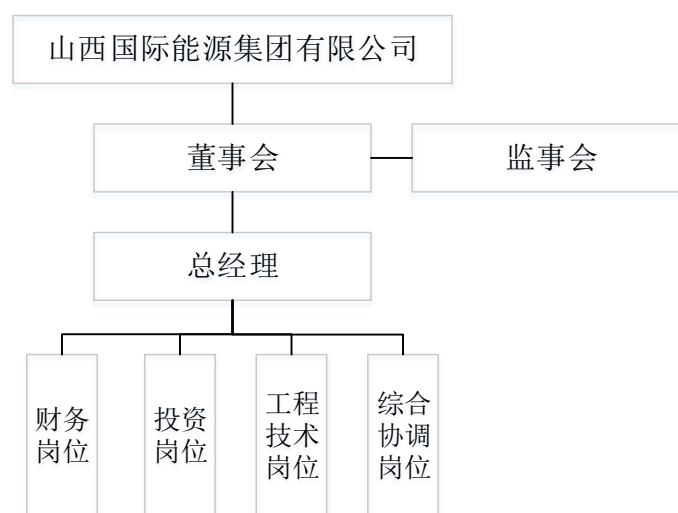 山西国际能源集团有限公司
董事会
监事会
总经理
财务
岗位
投资
岗位
工程
技术
岗位
综合
协调
岗位